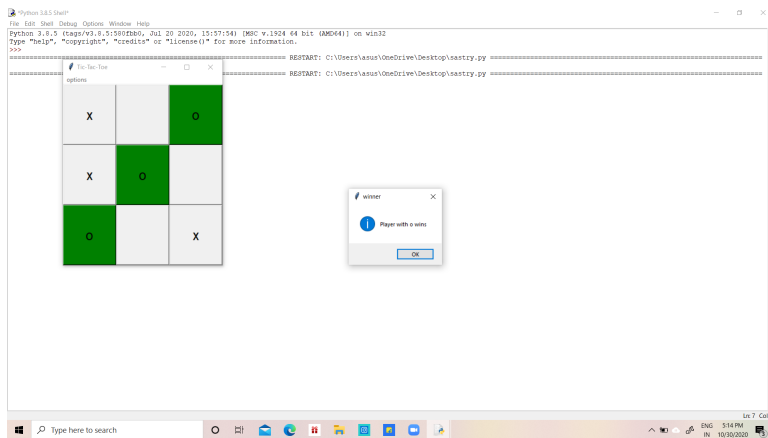 *Python 3.8.5 Shell*
File Edit Shell Debug Options Window Help
Python 3.8.5 (tags/v3.8.5:580fbb0, Jul 20 2020, 15:57:54) [MSC v.1924 64 bit (AMD64)] on win32
Type "help", "copyright", "credits" or "license()" for more information.
>>>
RESTART: C:\Users\asus\OneDrive\Desktop\sastry.py
RESTART: C:\Users\asus\OneDrive\Desktop\sastry.py
Tic-Tac-Toe
options
X O
X O
O X
winner
Player with o wins
OK
Ln: 7 Col
Type here to search
ENG 5:14 PM
IN 10/30/2020